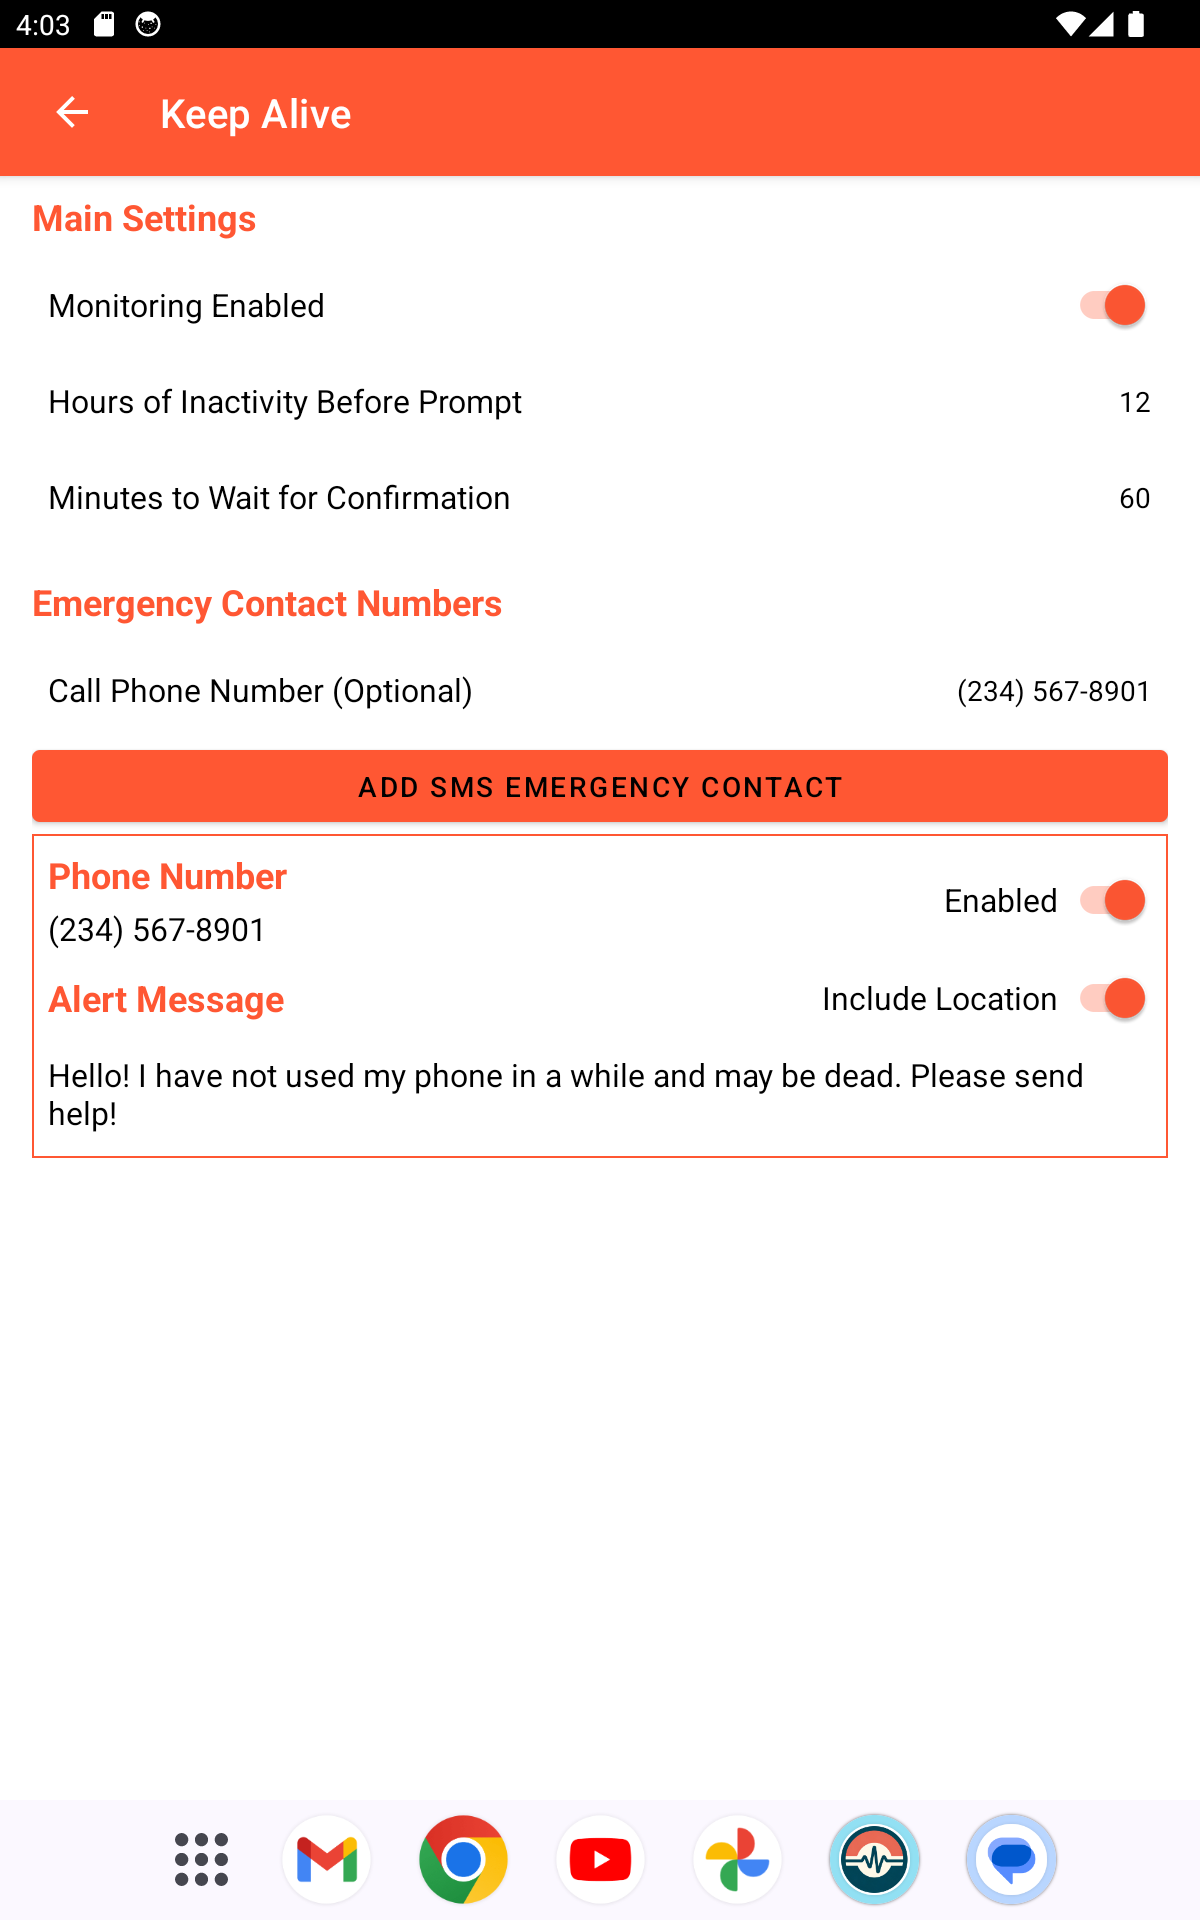 4:03
Keep Alive
Main Settings
Monitoring Enabled
Hours of Inactivity Before Prompt 12
Minutes to Wait for Confirmation 60
Emergency Contact Numbers
Call Phone Number (Optional) (234) 567-8901
ADD SMS EMERGENCY CONTACT
Phone Number
Enabled
(234) 567-8901
Alert Message Include Location
Hello! I have not used my phone in a while and may be dead. Please send
help!